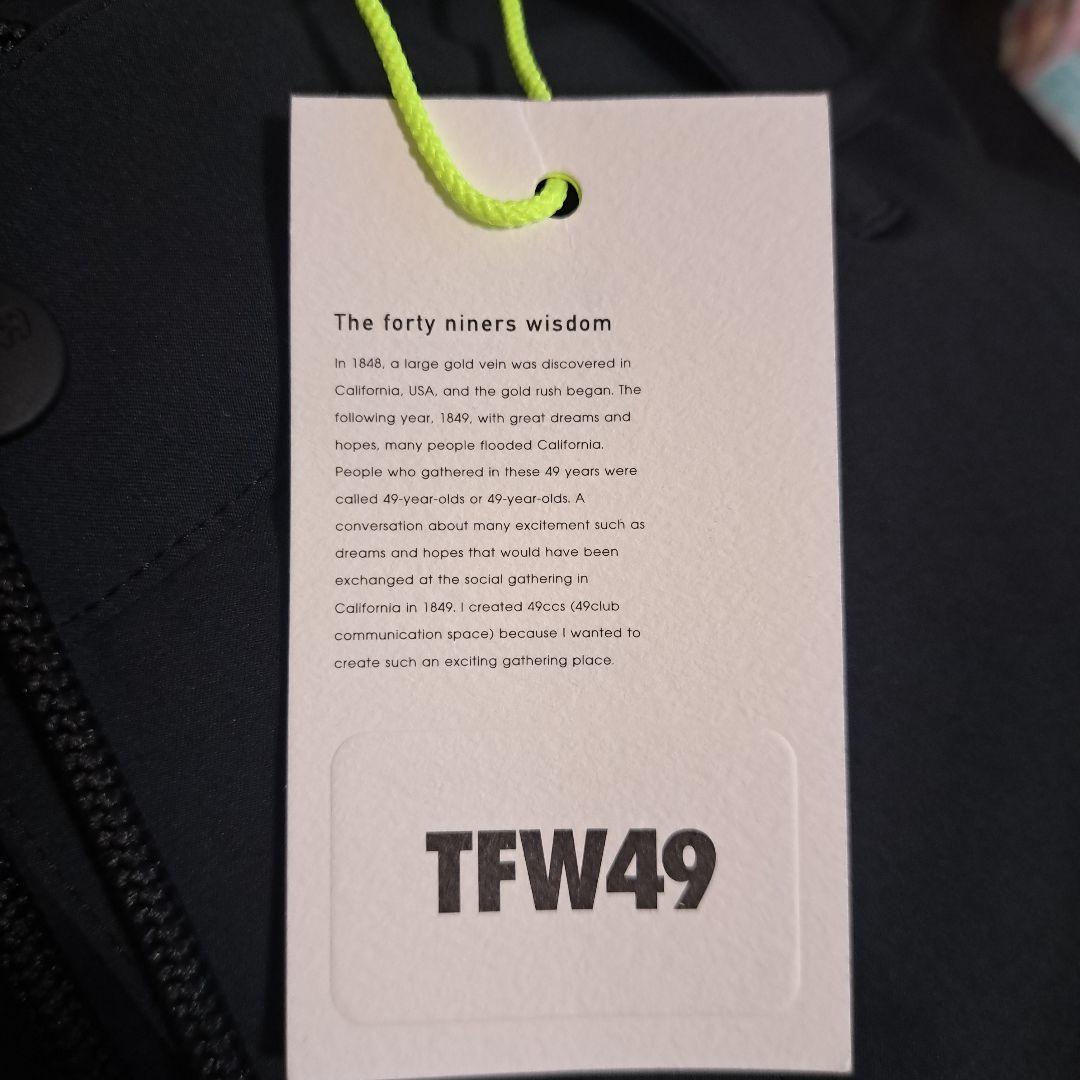 The forty niners wisdom
In 1848, a large gold vein was discovered in
California, USA, and the gold rush began. The
following year, 1849, with great dreams and
hopes, many people flooded California.
People who gathered in these 49 years were
called 49-year-olds or 49-year-olds. A
conversation about many excitement such as
dreams and hopes that would have been
exchanged at the social gathering in
California in 1849. I created 49ccs (49club
communication space) because I wanted to
create such an exciting gathering place.
TFW49